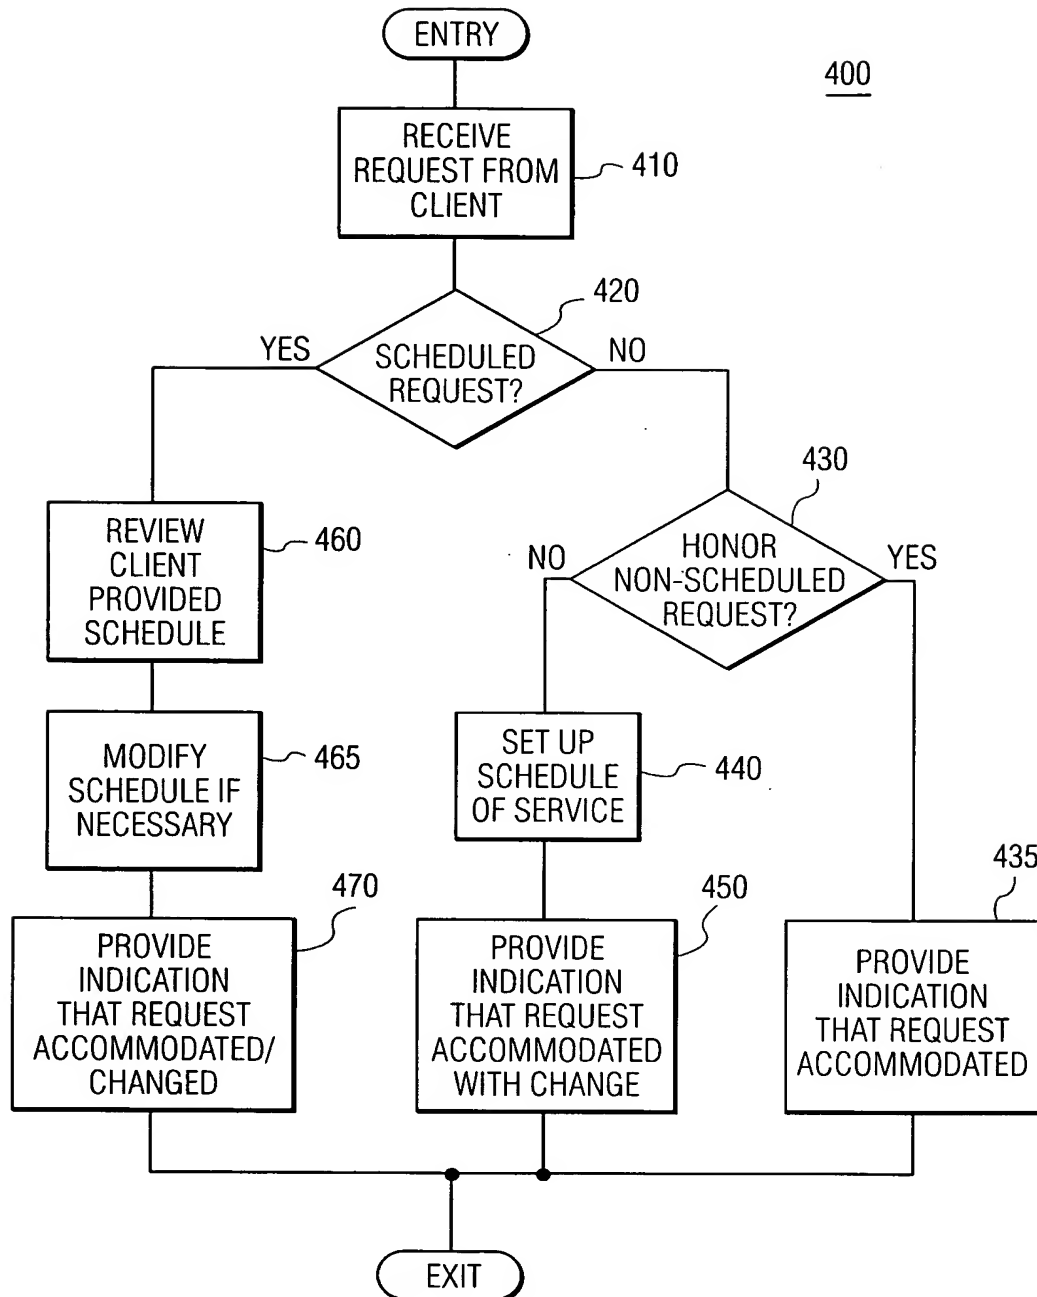 ENTRY
400
RECEIVE
REQUEST FROM
CLIENT
410
420
YES
SCHEDULED
REQUEST?
NO
430
REVIEW
CLIENT
PROVIDED
SCHEDULE
460
NO
HONOR
NON-SCHEDULED
REQUEST?
YES
MODIFY
SCHEDULE IF
NECESSARY
465
SET UP
SCHEDULE
OF SERVICE
440
470
450
435
PROVIDE
INDICATION
THAT REQUEST
ACCOMMODATED/
CHANGED
PROVIDE
INDICATION
THAT REQUEST
ACCOMMODATED
WITH CHANGE
PROVIDE
INDICATION
THAT REQUEST
ACCOMMODATED
EXIT